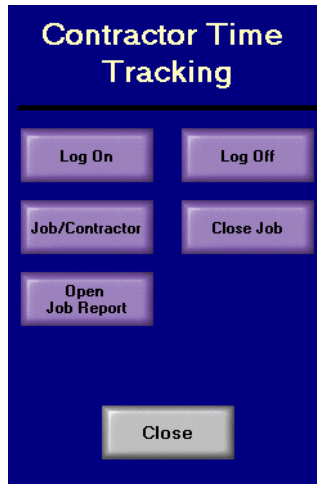 Contractor Time
Tracking
Log On
Log Off
Job/Contractor
Close Job
Open
Job Report
Close